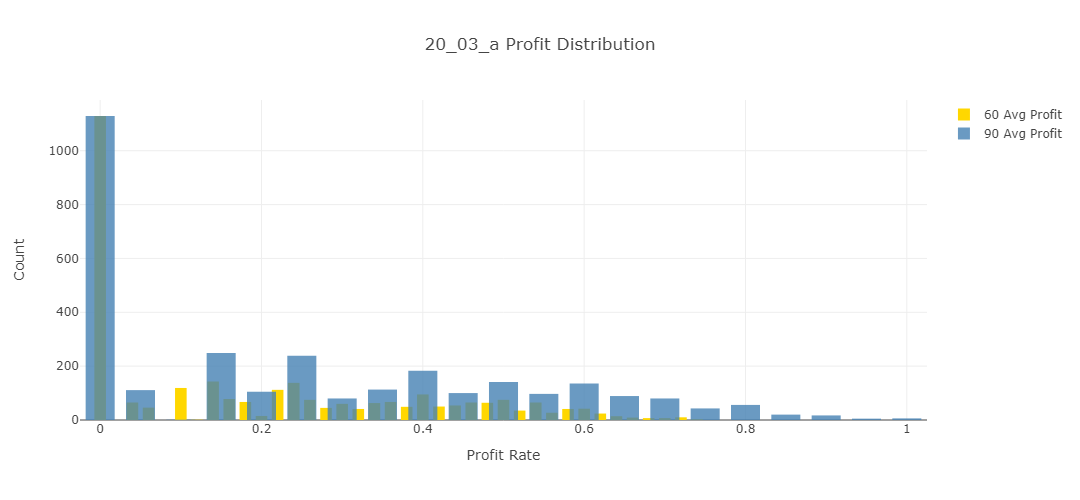 20_03_a Profit Distribution
60 Avg Profit
90 Avg Profit
1000
800
600
400
200
0
Count
0 0.2 0.4 0.6 0.8 1
Profit Rate